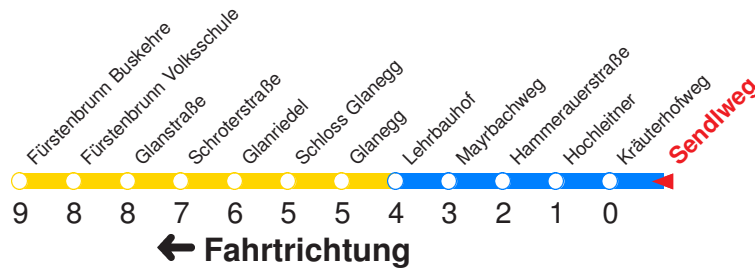 Fürstenbrunn Buskehre
Fürstenbrunn Volksschule
Glanstraße
Schroterstraße
Glanriedel
Schloss Glanegg
Glanegg
Lehrbauhof
Mayrbachweg
Hammerauerstraße
Hochleitner
Kräuterhofweg
Sendlweg
9 8 8 7 6 5 5 4 3 2 1 0
Fahrtrichtung